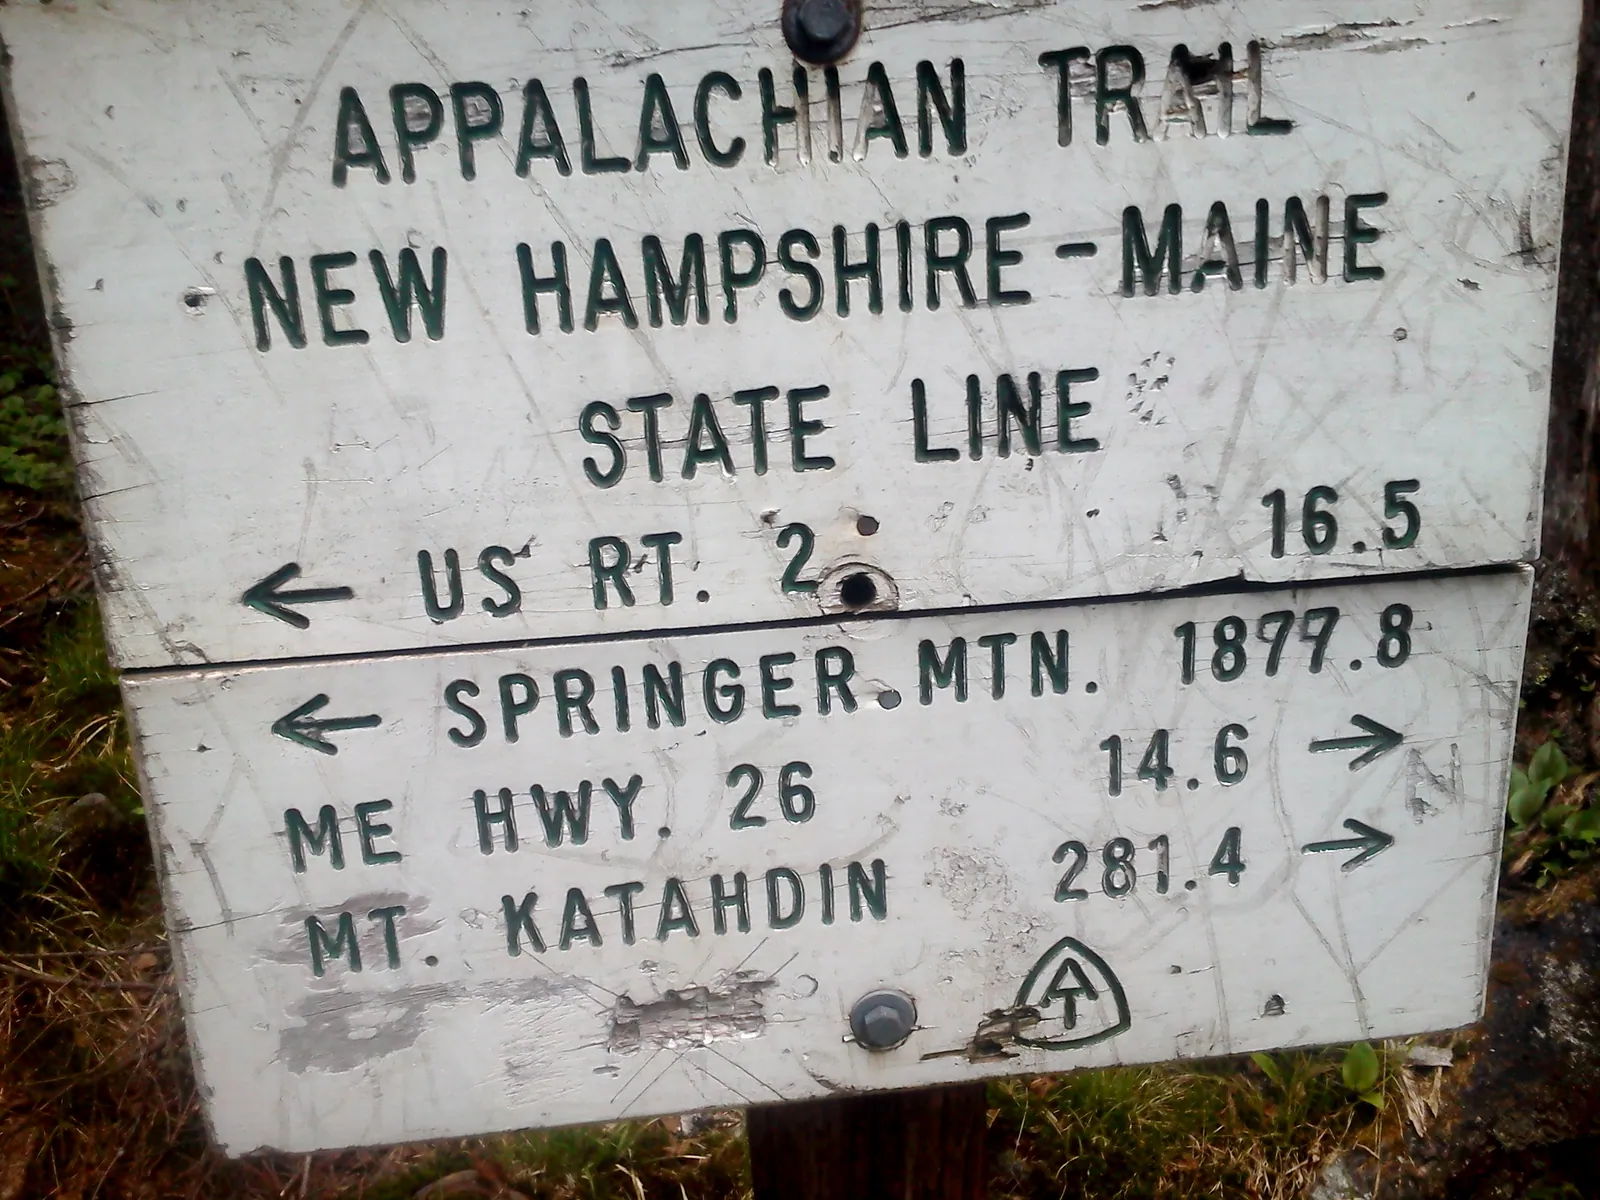 APPALACHIAN TRAIL
NEW HAMPSHIRE-MAINE
STATE LINE
← US RT. 2 16.5
← SPRINGER MTN. 1877.8
ME HWY. 26 14.6 →
MT. KATAHDIN 281.4 →
AT